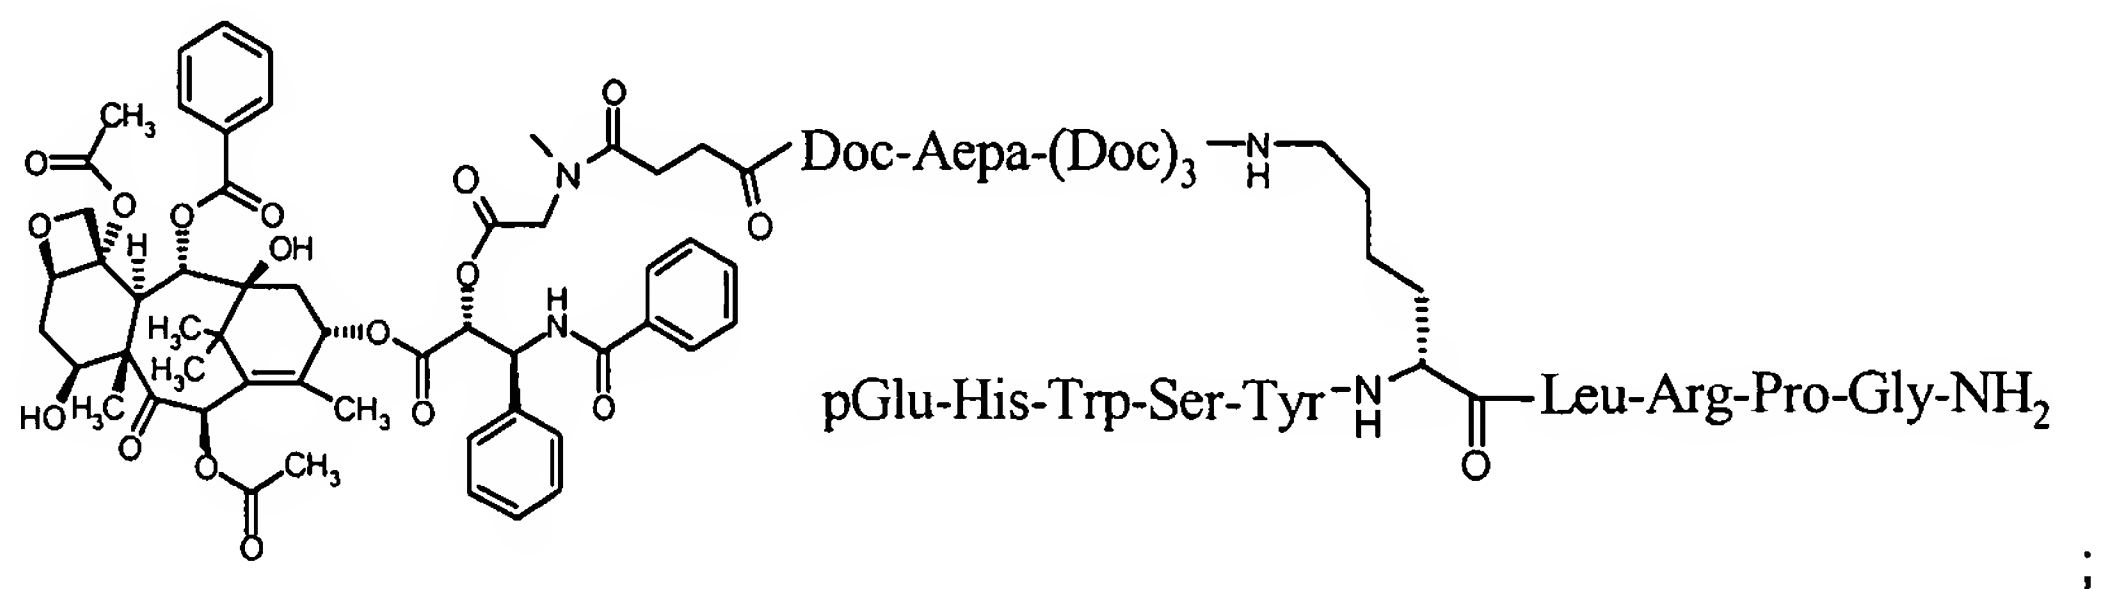 CH3
O
O
O
O
O
O
H
OH
H3C
H3C
H3C
HO
O
O
CH3
O
CH3
O
O
O
O
O
N
O
O
H
N
O
Doc-Aepa-(Doc)3
N
H
pGlu-His-Trp-Ser-Tyr
N
H
O
Leu-Arg-Pro-Gly-NH2
;